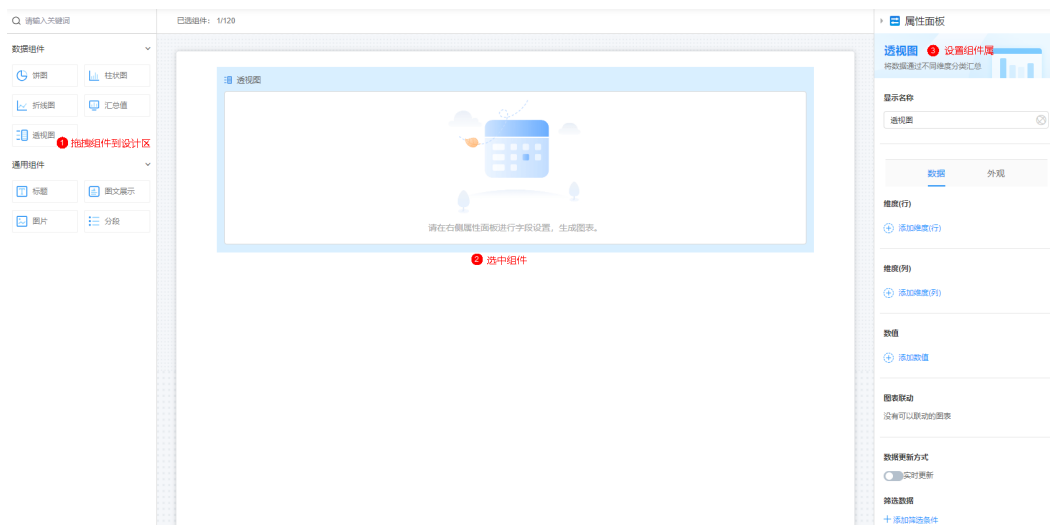 请输入关键词
数据组件
饼图
柱状图
折线图
汇总值
透视图
1 拖拽组件到设计区
通用组件
标题
图文展示
图片
分段
已选组件: 1/120
透视图
请在右侧属性面板进行字段设置，生成图表。
2 选中组件
属性面板
透视图 3 设置组件属
将数据通过不同维度分类汇总
显示名称
透视图
数据 外观
维度(行)
添加维度(行)
维度(列)
添加维度(列)
数值
添加数值
图表联动
没有可以联动的图表
数据更新方式
实时更新
筛选数据
添加筛选条件